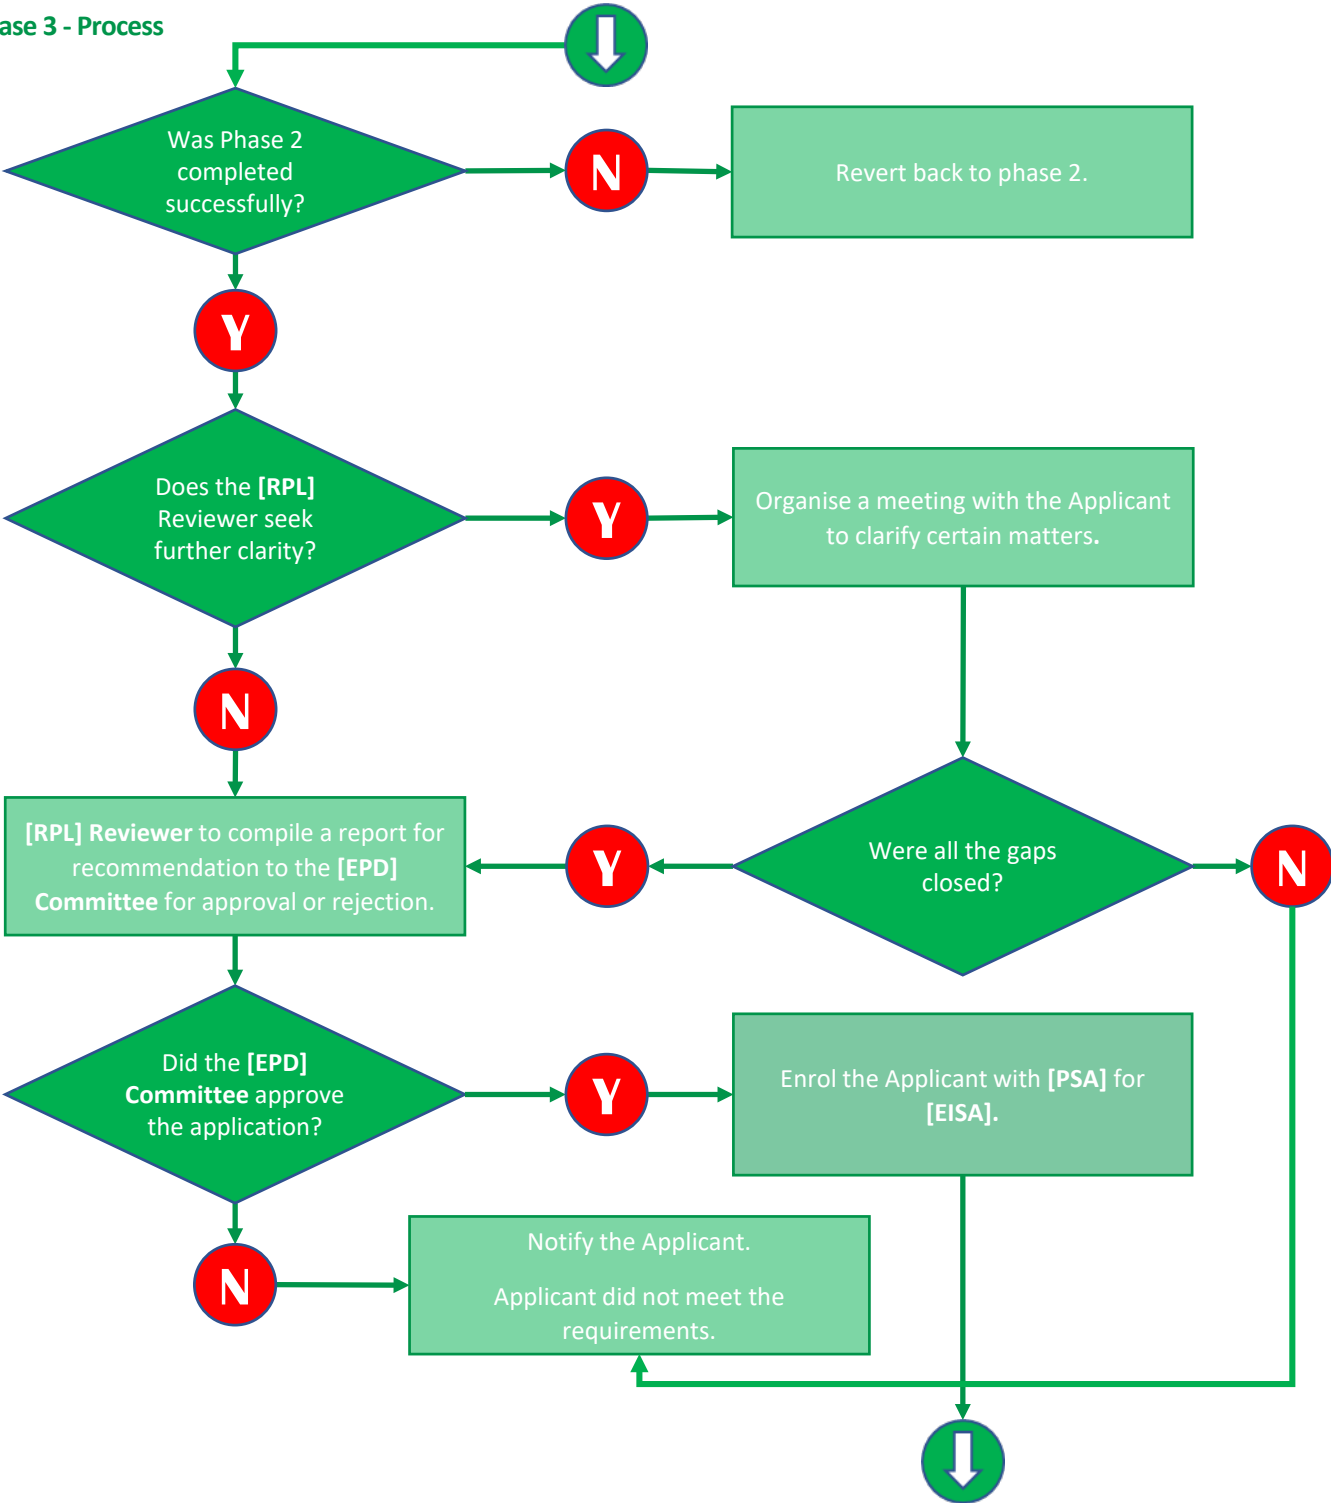 ase 3 - Process
Was Phase 2
completed
successfully?
N
Revert back to phase 2.
Y
Does the [RPL]
Reviewer seek
further clarity?
Y
Organise a meeting with the Applicant
to clarify certain matters.
N
[RPL] Reviewer to compile a report for
recommendation to the [EPD]
Committee for approval or rejection.
Y
Were all the gaps
closed?
N
Did the [EPD]
Committee approve
the application?
Y
Enrol the Applicant with [PSA] for
[EISA].
N
Notify the Applicant.
Applicant did not meet the
requirements.